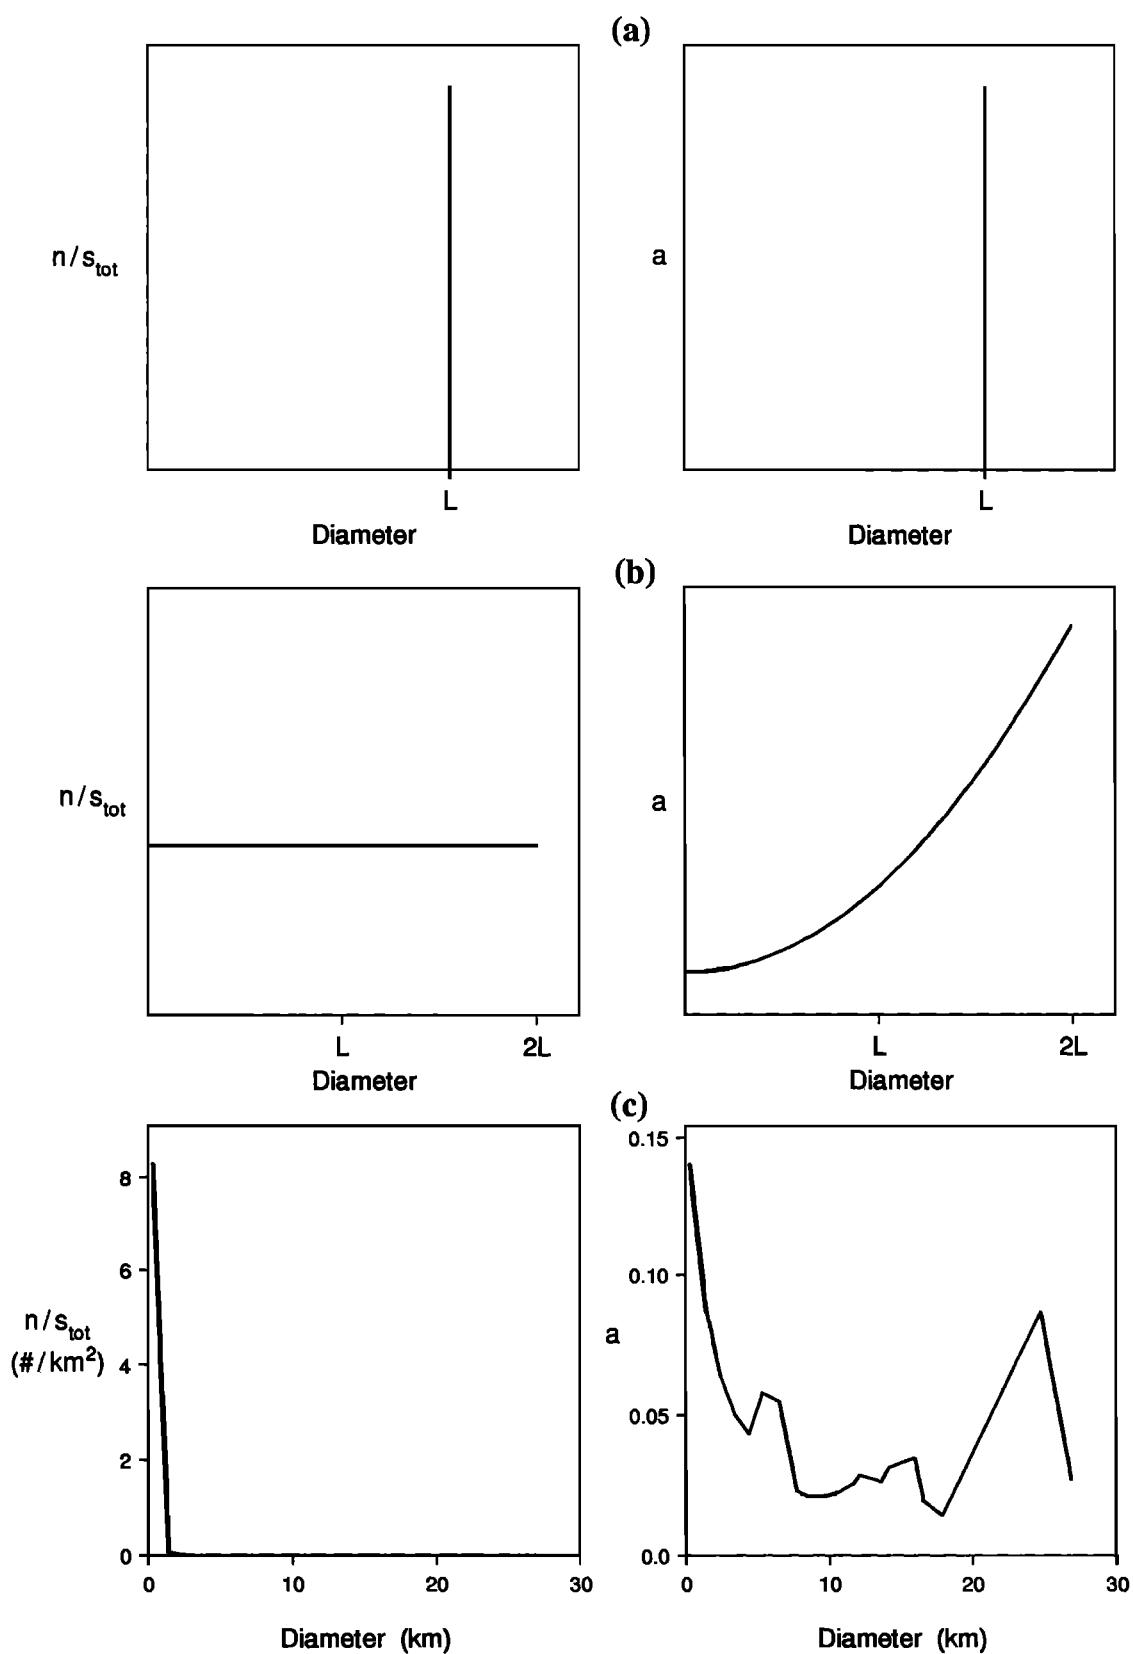 (a)
n/s_tot
L
Diameter
a
L
Diameter
(b)
n/s_tot
L 2L
Diameter
a
L 2L
Diameter
(c)
8
6
n/s_tot
(#/km²)
4
2
0
0 10 20 30
Diameter (km)
0.15
0.10
a
0.05
0.0
0 10 20 30
Diameter (km)